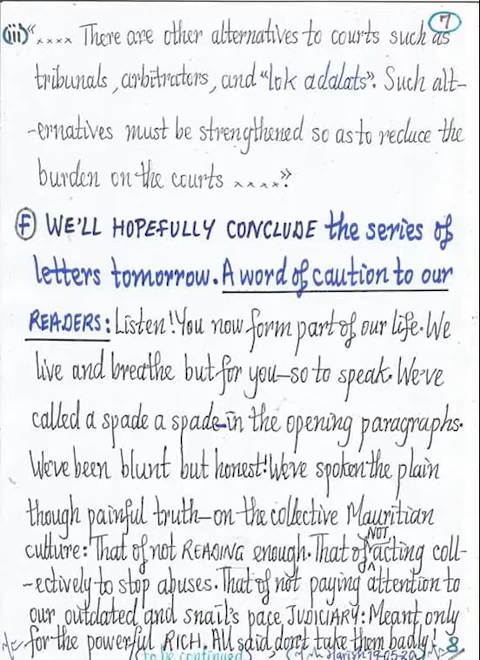 7
(iii) ".... There are other alternatives to courts such as
tribunals, arbitrators, and "lok adalats". Such alt-
-ernatives must be strengthened so as to reduce the
burden on the courts ....".
(F) WE'LL HOPEFULLY CONCLUDE the series of
letters tomorrow. A word of caution to our
READERS: Listen! You now form part of our life. We
live and breathe but for you—so to speak. We've
called a spade a spade—in the opening paragraphs.
We've been blunt but honest! We've spoken the plain
though painful truth—on the collective Mauritian
culture: That of not READING enough. That of NOT acting coll-
-ectively to stop abuses. That of not paying attention to
our outdated and snail's pace JUDICIARY: Meant only
for the powerful RICH. All said, don't take them badly! 8
(to be continued)